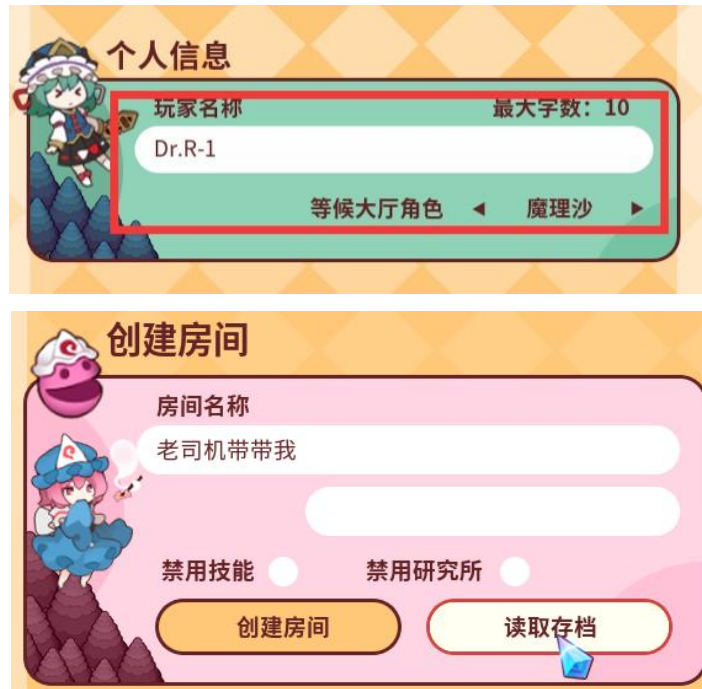 个人信息
玩家名称 最大字数：10
Dr.R-1
等候大厅角色 ◀ 魔理沙 ▶
创建房间
房间名称
老司机带带我
禁用技能 禁用研究所
创建房间 读取存档